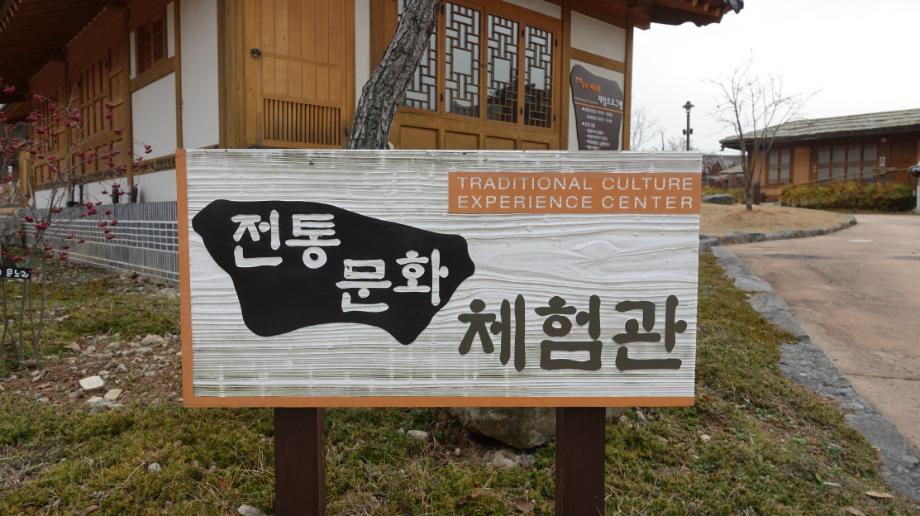 TRADITIONAL CULTURE
EXPERIENCE CENTER
전통
문화
체험관